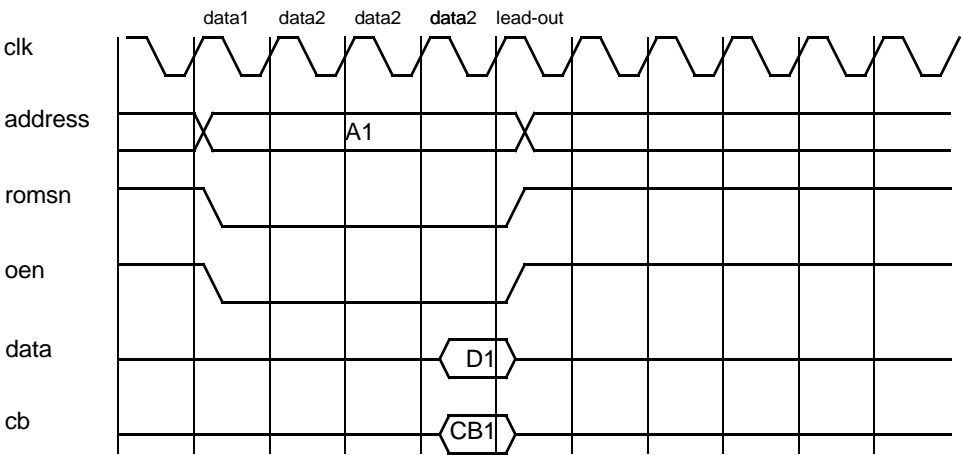 data1 data2 data2 data2 lead-out
clk
address
A1
romsn
oen
data
D1
cb
CB1